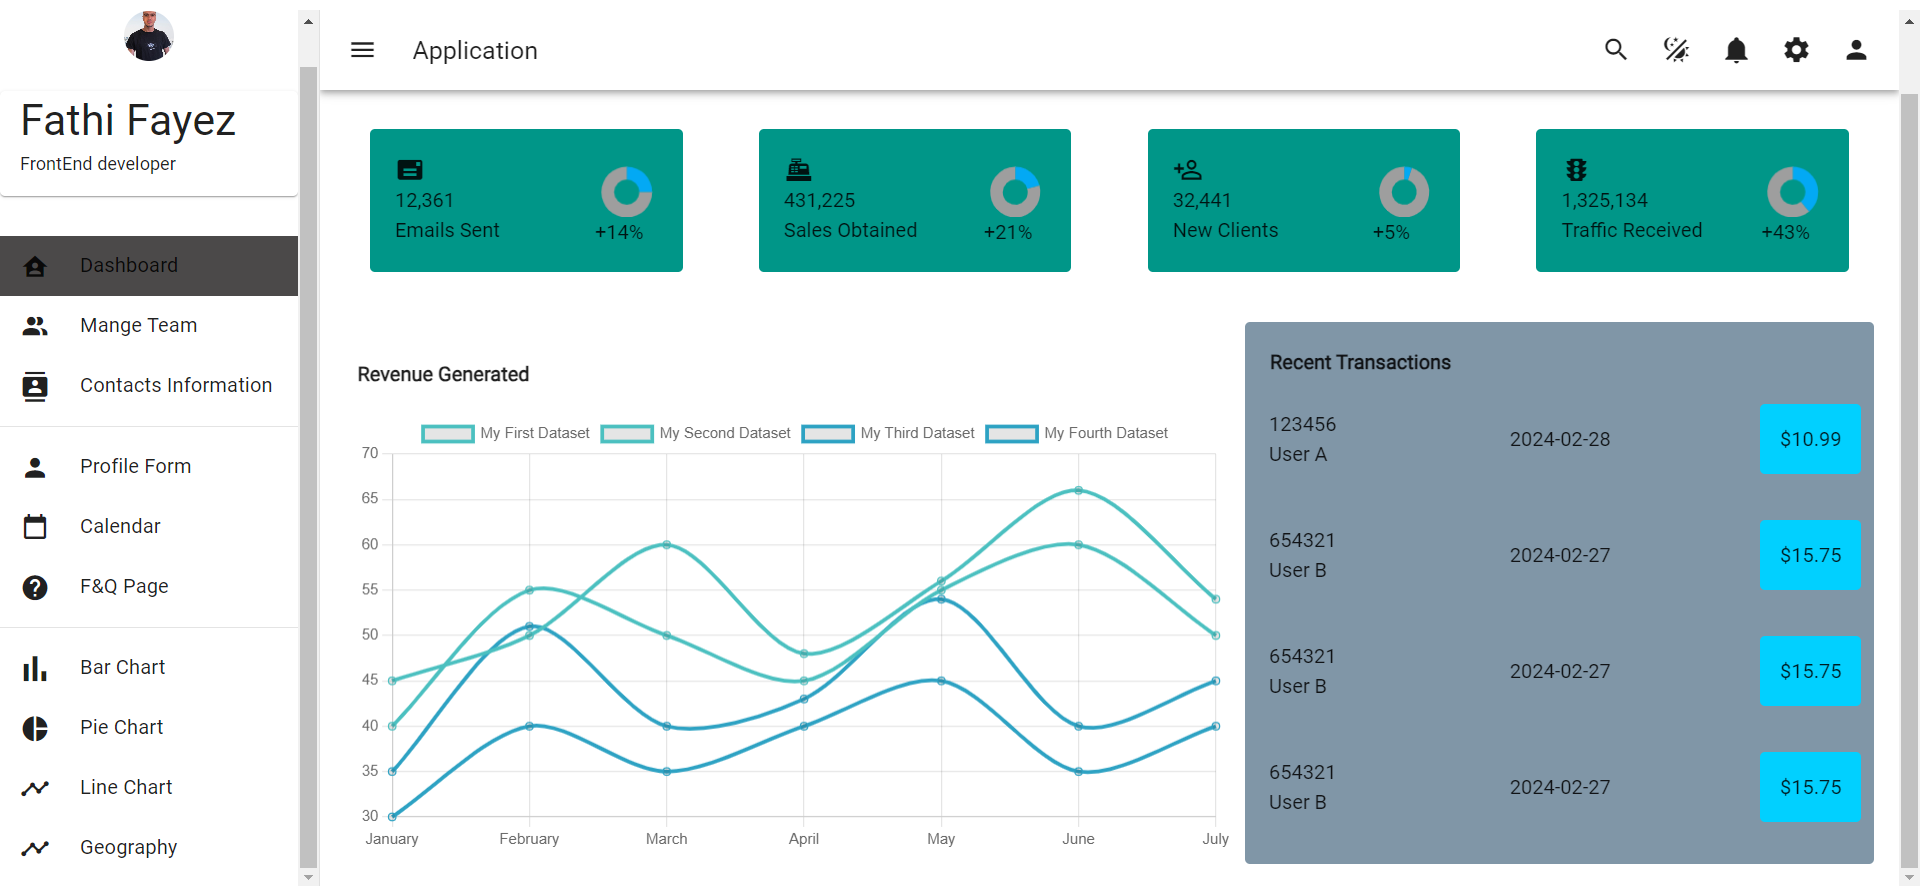 Fathi Fayez
FrontEnd developer
Dashboard
Mange Team
Contacts Information
Profile Form
Calendar
F&Q Page
Bar Chart
Pie Chart
Line Chart
Geography
Application
12,361
Emails Sent
+14%
431,225
Sales Obtained
+21%
32,441
New Clients
+5%
1,325,134
Traffic Received
+43%
Revenue Generated
My First Dataset My Second Dataset My Third Dataset My Fourth Dataset
70
65
60
55
50
45
40
35
30
January February March April May June July
Recent Transactions
123456
User A
2024-02-28
$10.99
654321
User B
2024-02-27
$15.75
654321
User B
2024-02-27
$15.75
654321
User B
2024-02-27
$15.75